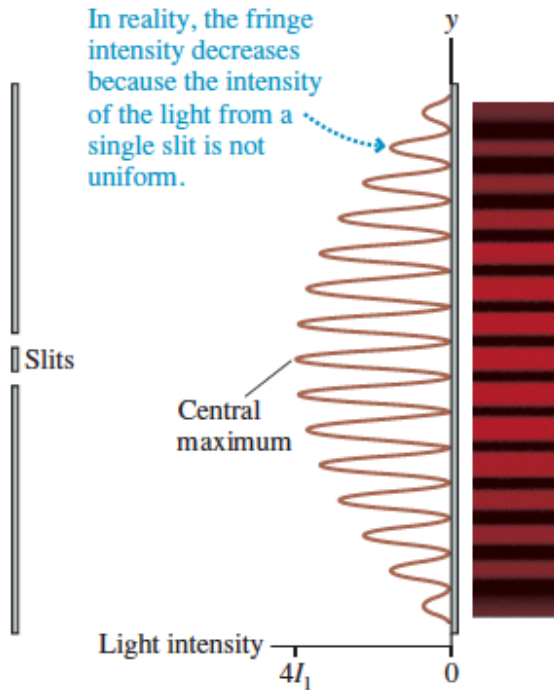 In reality, the fringe
intensity decreases
because the intensity
of the light from a
single slit is not
uniform.
y
Slits
Central
maximum
Light intensity
4I₁
0